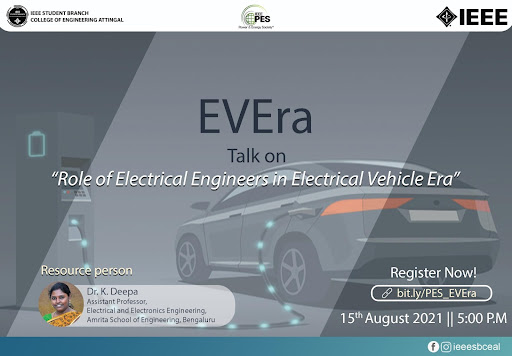 IEEE STUDENT BRANCH
COLLEGE OF ENGINEERING ATTINGAL
IEEE
PES
Power & Energy Society
IEEE
EVEra
Talk on
“Role of Electrical Engineers in Electrical Vehicle Era”
Resource person
Dr. K. Deepa
Assistant Professor,
Electrical and Electronics Engineering,
Amrita School of Engineering, Bengaluru
Register Now!
bit.ly/PES_EVEra
15th August 2021 || 5:00 P.M
ieeesbceal